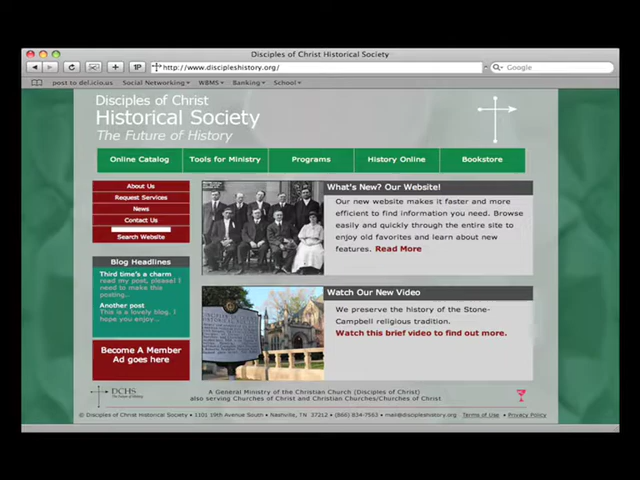 Disciples of Christ Historical Society
http://www.discipleshistory.org/
Google
post to del.icio.us
Social Networking
WBMS
Banking
School
Disciples of Christ
Historical Society
The Future of History
Online Catalog
Tools for Ministry
Programs
History Online
Bookstore
About Us
Request Services
News
Contact Us
Search Website
Blog Headlines
Third time's a charm
read my post, please! I
need to make this
posting...
Another post
This is a lovely blog. I
hope you enjoy...
Become A Member
Ad goes here
What's New? Our Website!
Our new website makes it faster and more
efficient to find information you need. Browse
easily and quickly through the entire site to
enjoy old favorites and learn about new
features. Read More
Watch Our New Video
We preserve the history of the Stone-
Campbell religious tradition.
Watch this brief video to find out more.
DCHS
A General Ministry of the Christian Church (Disciples of Christ)
also serving Churches of Christ and Christian Churches/Churches of Christ
© Disciples of Christ Historical Society • 1101 19th Avenue South • Nashville, TN 37212 • (866) 834-7563 • mail@discipleshistory.org Terms of Use • Privacy Policy